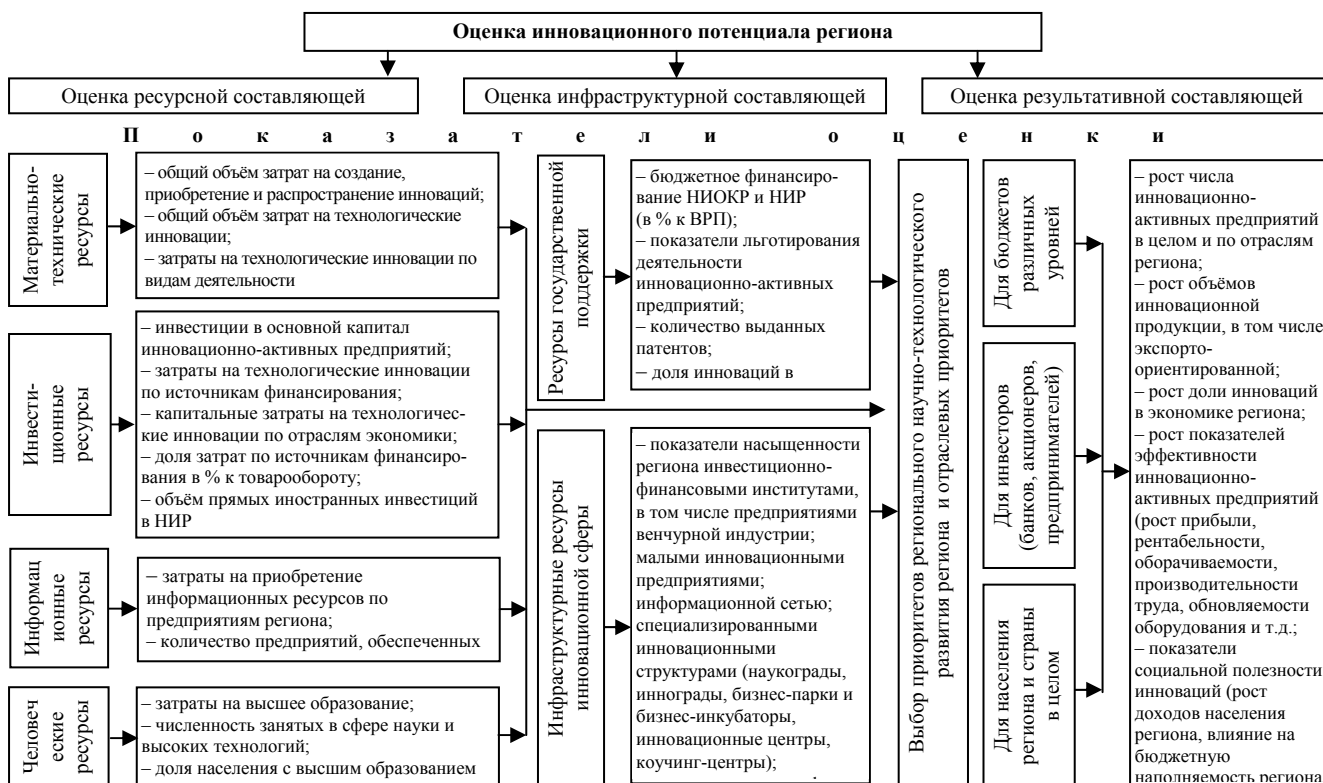 Оценка инновационного потенциала региона
Оценка ресурсной составляющей
Оценка инфраструктурной составляющей
Оценка результативной составляющей
Показатели оценки
Материально-
технические
ресурсы
– общий объём затрат на создание,
приобретение и распространение инноваций;
– общий объём затрат на технологические
инновации;
– затраты на технологические инновации по
видам деятельности
Инвести-
ционные
ресурсы
– инвестиции в основной капитал
инновационно-активных предприятий;
– затраты на технологические инновации
по источникам финансирования;
– капитальные затраты на технологичес-
кие инновации по отраслям экономики;
– доля затрат по источникам финансиро-
вания в % к товарообороту;
– объём прямых иностранных инвестиций
в НИР
Информац
ионные
ресурсы
– затраты на приобретение
информационных ресурсов по
предприятиям региона;
– количество предприятий, обеспеченных
Человеч
еские
ресурсы
– затраты на высшее образование;
– численность занятых в сфере науки и
высоких технологий;
– доля населения с высшим образованием
Ресурсы государственной
поддержки
– бюджетное финансиро-
вание НИОКР и НИР
(в % к ВРП);
– показатели льготирования
деятельности
инновационно-активных
предприятий;
– количество выданных
патентов;
– доля инноваций в
Инфраструктурные ресурсы
инновационной сферы
– показатели насыщенности
региона инвестиционно-
финансовыми институтами,
в том числе предприятиями
венчурной индустрии;
малыми инновационными
предприятиями;
информационной сетью;
специализированными
инновационными
структурами (наукограды,
иннограды, бизнес-парки и
бизнес-инкубаторы,
инновационные центры,
коучинг-центры);
Выбор приоритетов регионального научно-технологического
развития региона и отраслевых приоритетов
Для бюджетов
различных
уровней
Для инвесторов
(банков, акционеров,
предпринимателей)
Для населения
региона и страны
в целом
– рост числа
инновационно-
активных предприятий
в целом и по отраслям
региона;
– рост объёмов
инновационной
продукции, в том числе
экспорто-
ориентированной;
– рост доли инноваций
в экономике региона;
– рост показателей
эффективности
инновационно-
активных предприятий
(рост прибыли,
рентабельности,
оборачиваемости,
производительности
труда, обновляемости
оборудования и т.д.;
– показатели
социальной полезности
инноваций (рост
доходов населения
региона, влияние на
бюджетную
наполняемость региона